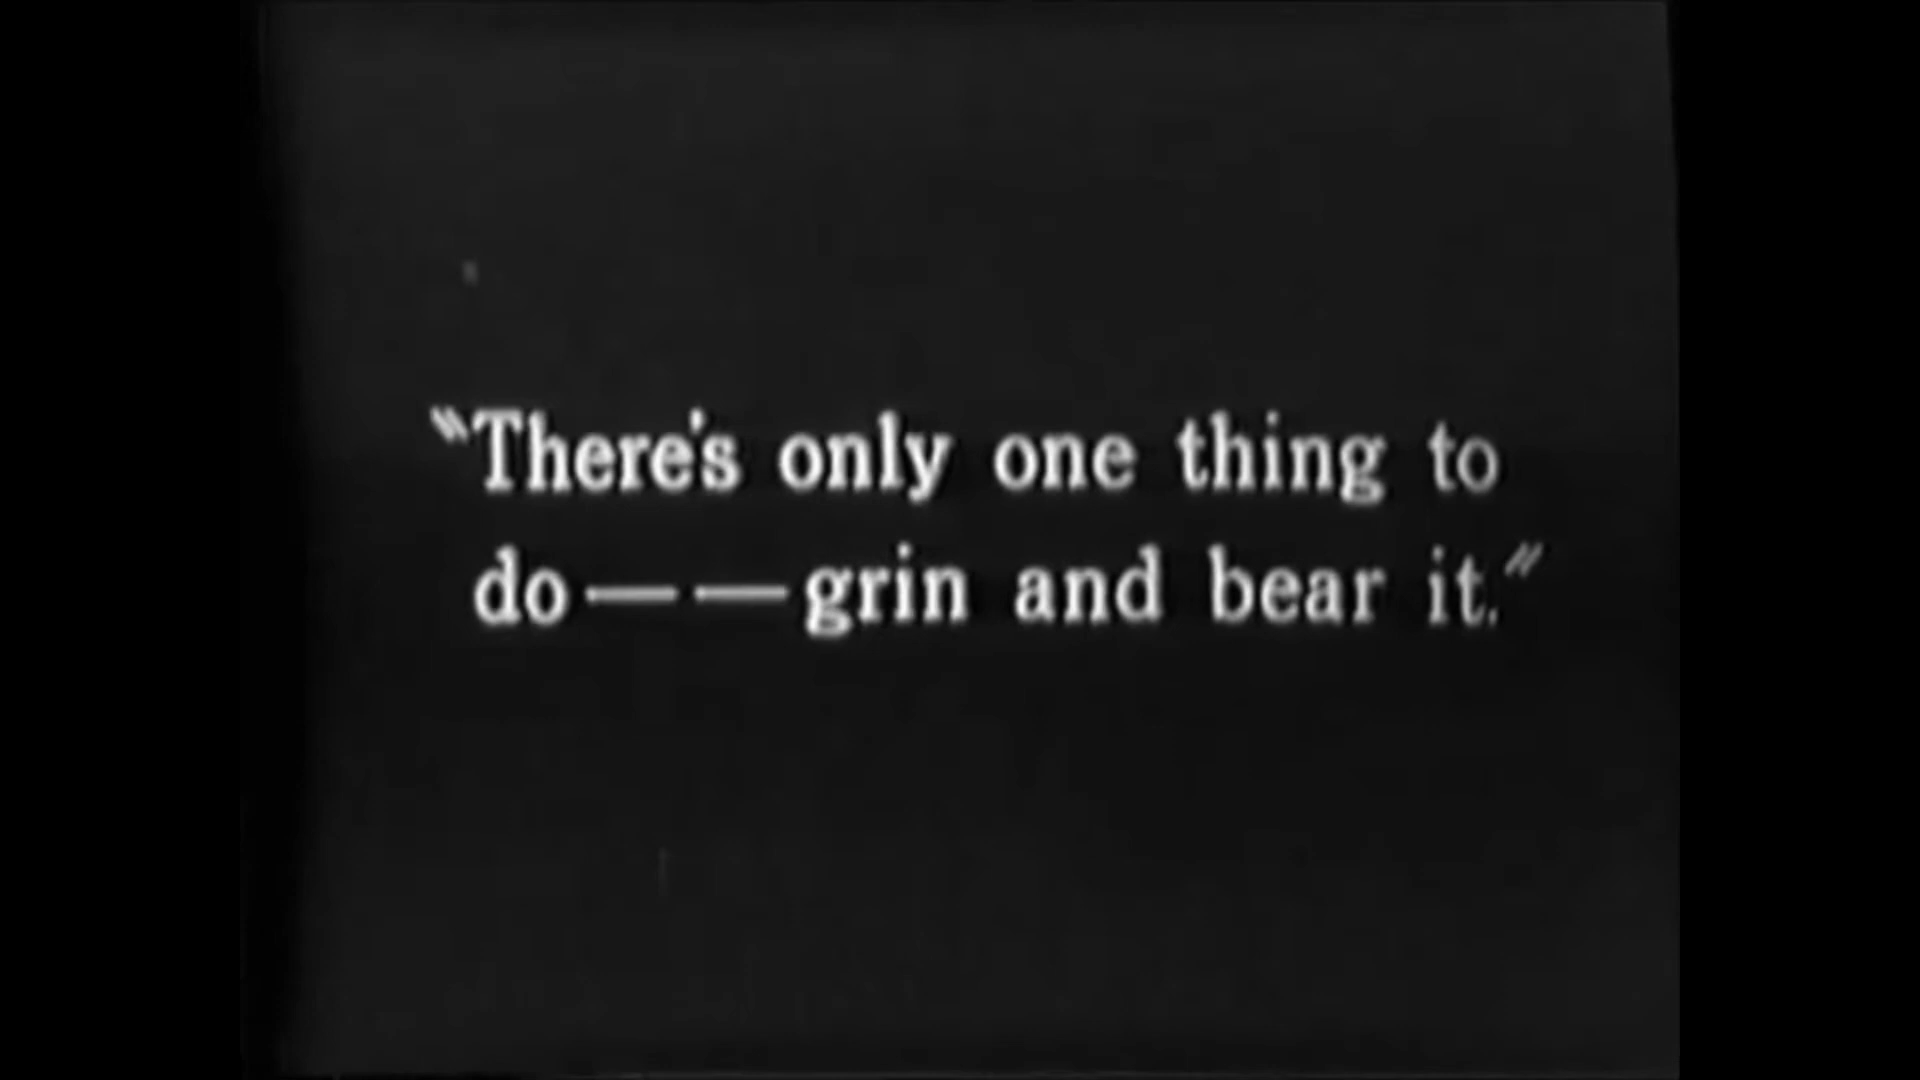 "There's only one thing to
do——grin and bear it."